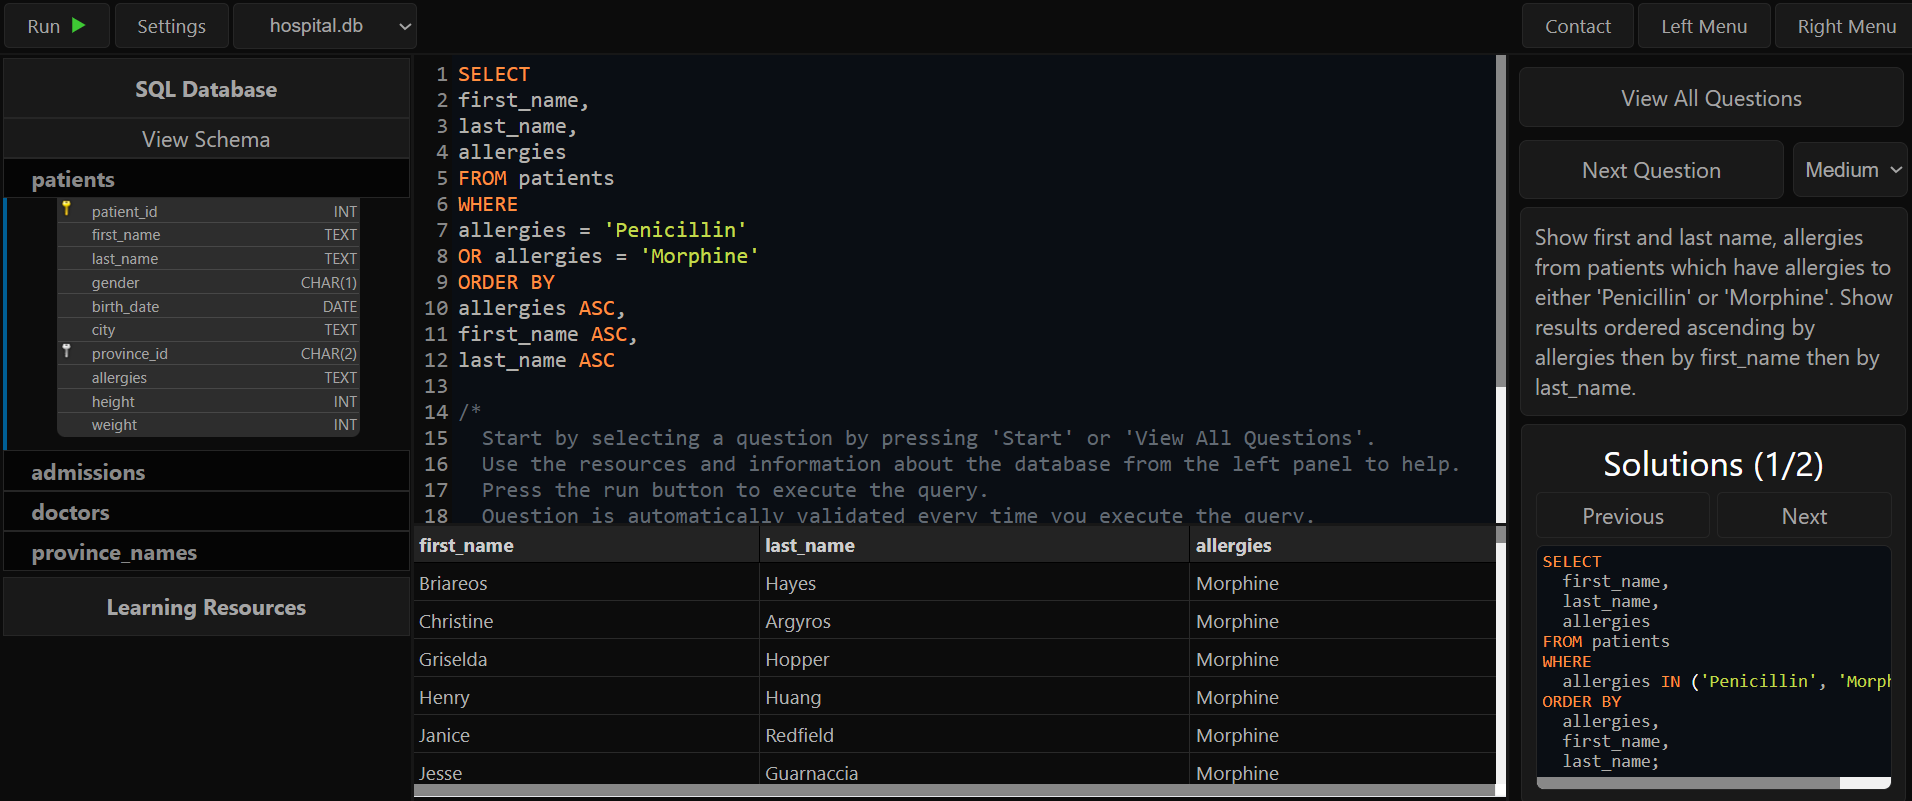 Run
Settings
hospital.db
Contact
Left Menu
Right Menu
SQL Database
View Schema
patients
patient_id INT
first_name TEXT
last_name TEXT
gender CHAR(1)
birth_date DATE
city TEXT
province_id CHAR(2)
allergies TEXT
height INT
weight INT
admissions
doctors
province_names
Learning Resources
1 SELECT
2 first_name,
3 last_name,
4 allergies
5 FROM patients
6 WHERE
7 allergies = 'Penicillin'
8 OR allergies = 'Morphine'
9 ORDER BY
10 allergies ASC,
11 first_name ASC,
12 last_name ASC
13
14 /*
15 Start by selecting a question by pressing 'Start' or 'View All Questions'.
16 Use the resources and information about the database from the left panel to help.
17 Press the run button to execute the query.
18 Question is automatically validated every time you execute the query.
first_name last_name allergies
Briareos Hayes Morphine
Christine Argyros Morphine
Griselda Hopper Morphine
Henry Huang Morphine
Janice Redfield Morphine
Jesse Guarnaccia Morphine
View All Questions
Next Question
Medium
Show first and last name, allergies
from patients which have allergies to
either 'Penicillin' or 'Morphine'. Show
results ordered ascending by
allergies then by first_name then by
last_name.
Solutions (1/2)
Previous
Next
SELECT
first_name,
last_name,
allergies
FROM patients
WHERE
allergies IN ('Penicillin', 'Morph
ORDER BY
allergies,
first_name,
last_name;